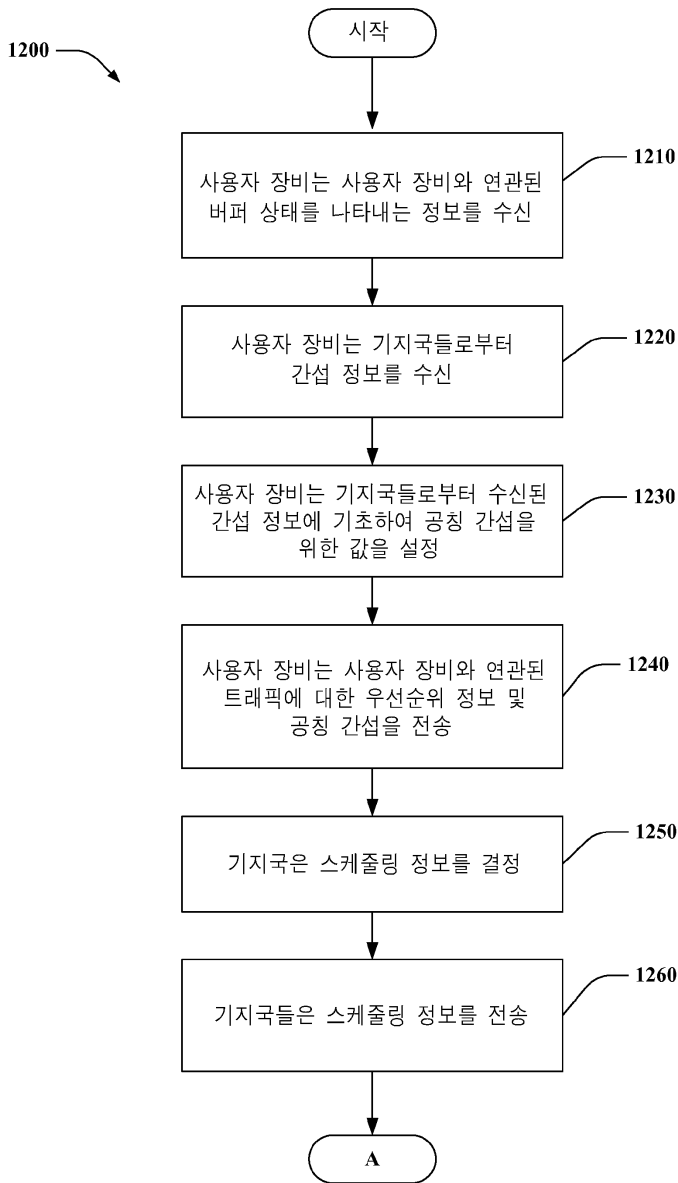 시작
1200
1210
사용자 장비는 사용자 장비와 연관된
버퍼 상태를 나타내는 정보를 수신
1220
사용자 장비는 기지국들로부터
간섭 정보를 수신
1230
사용자 장비는 기지국들로부터 수신된
간섭 정보에 기초하여 공칭 간섭을
위한 값을 설정
1240
사용자 장비는 사용자 장비와 연관된
트래픽에 대한 우선순위 정보 및
공칭 간섭을 전송
1250
기지국은 스케줄링 정보를 결정
1260
기지국들은 스케줄링 정보를 전송
A